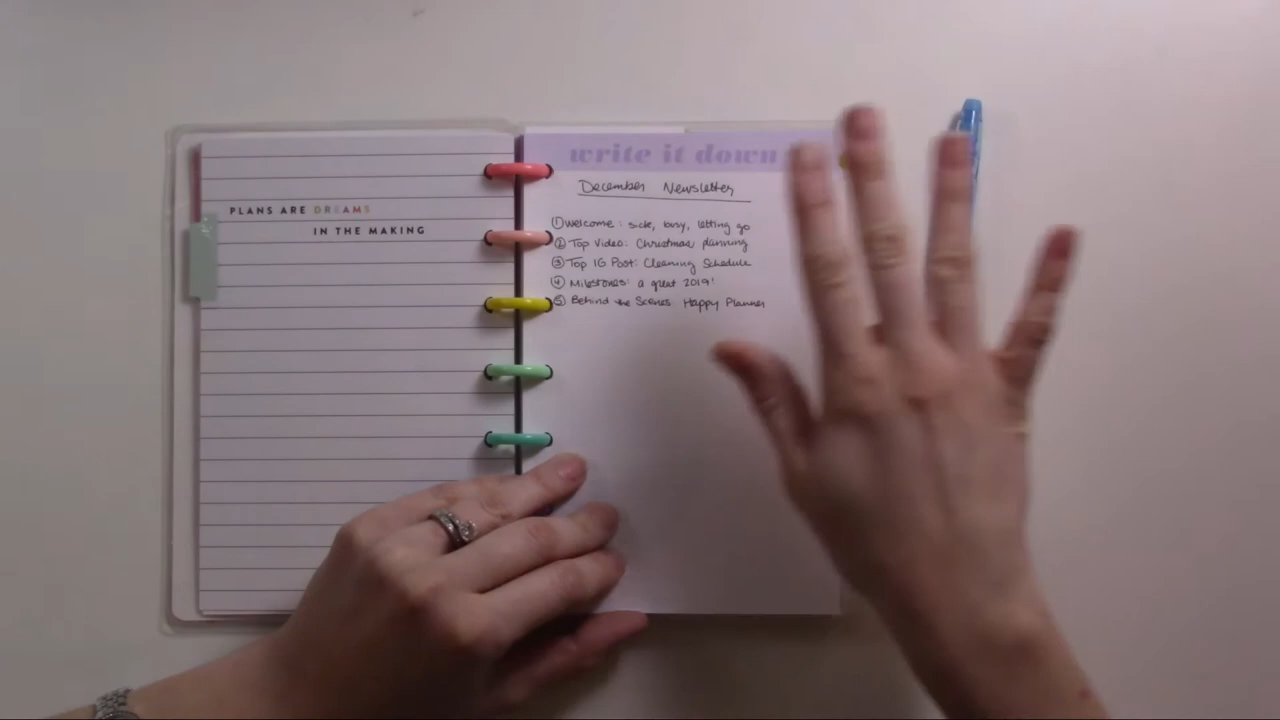 PLANS ARE DREAMS
IN THE MAKING
write it down
December Newsletter
① Welcome: sick, busy, letting go
② Top Video: Christmas planning
③ Top IG Post: Cleaning Schedule
④ Milestones: a great 2019!
⑤ Behind the Scenes: Happy Planner